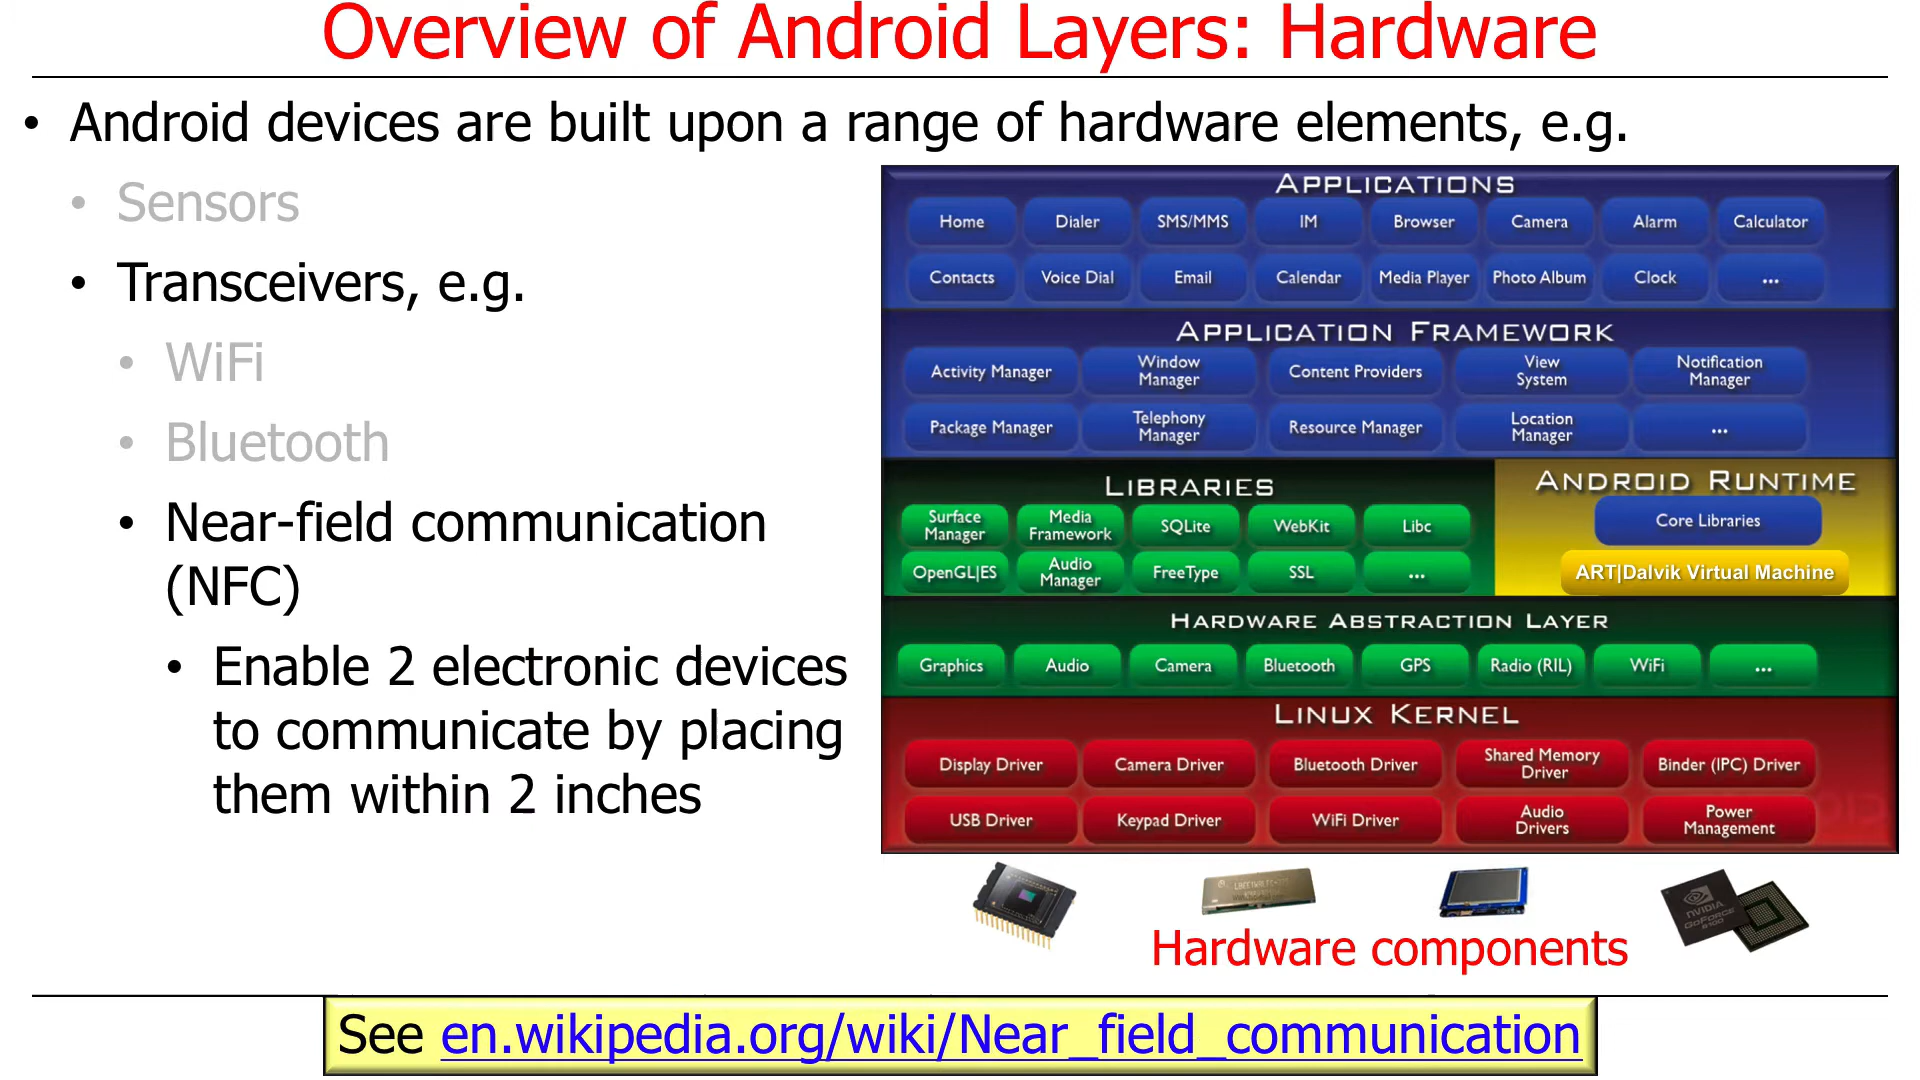 Overview of Android Layers: Hardware
• Android devices are built upon a range of hardware elements, e.g.
• Sensors
• Transceivers, e.g.
• WiFi
• Bluetooth
• Near-field communication
(NFC)
• Enable 2 electronic devices
to communicate by placing
them within 2 inches
APPLICATIONS
Home Dialer SMS/MMS IM Browser Camera Alarm Calculator
Contacts Voice Dial Email Calendar Media Player Photo Album Clock ...
APPLICATION FRAMEWORK
Activity Manager Window Manager Content Providers View System Notification Manager
Package Manager Telephony Manager Resource Manager Location Manager ...
LIBRARIES
Surface Manager Media Framework SQLite WebKit Libc
OpenGL|ES Audio Manager FreeType SSL ...
ANDROID RUNTIME
Core Libraries
ART|Dalvik Virtual Machine
HARDWARE ABSTRACTION LAYER
Graphics Audio Camera Bluetooth GPS Radio (RIL) WiFi ...
LINUX KERNEL
Display Driver Camera Driver Bluetooth Driver Shared Memory Driver Binder (IPC) Driver
USB Driver Keypad Driver WiFi Driver Audio Drivers Power Management
NVIDIA
GEFORCE
Hardware components
See en.wikipedia.org/wiki/Near_field_communication